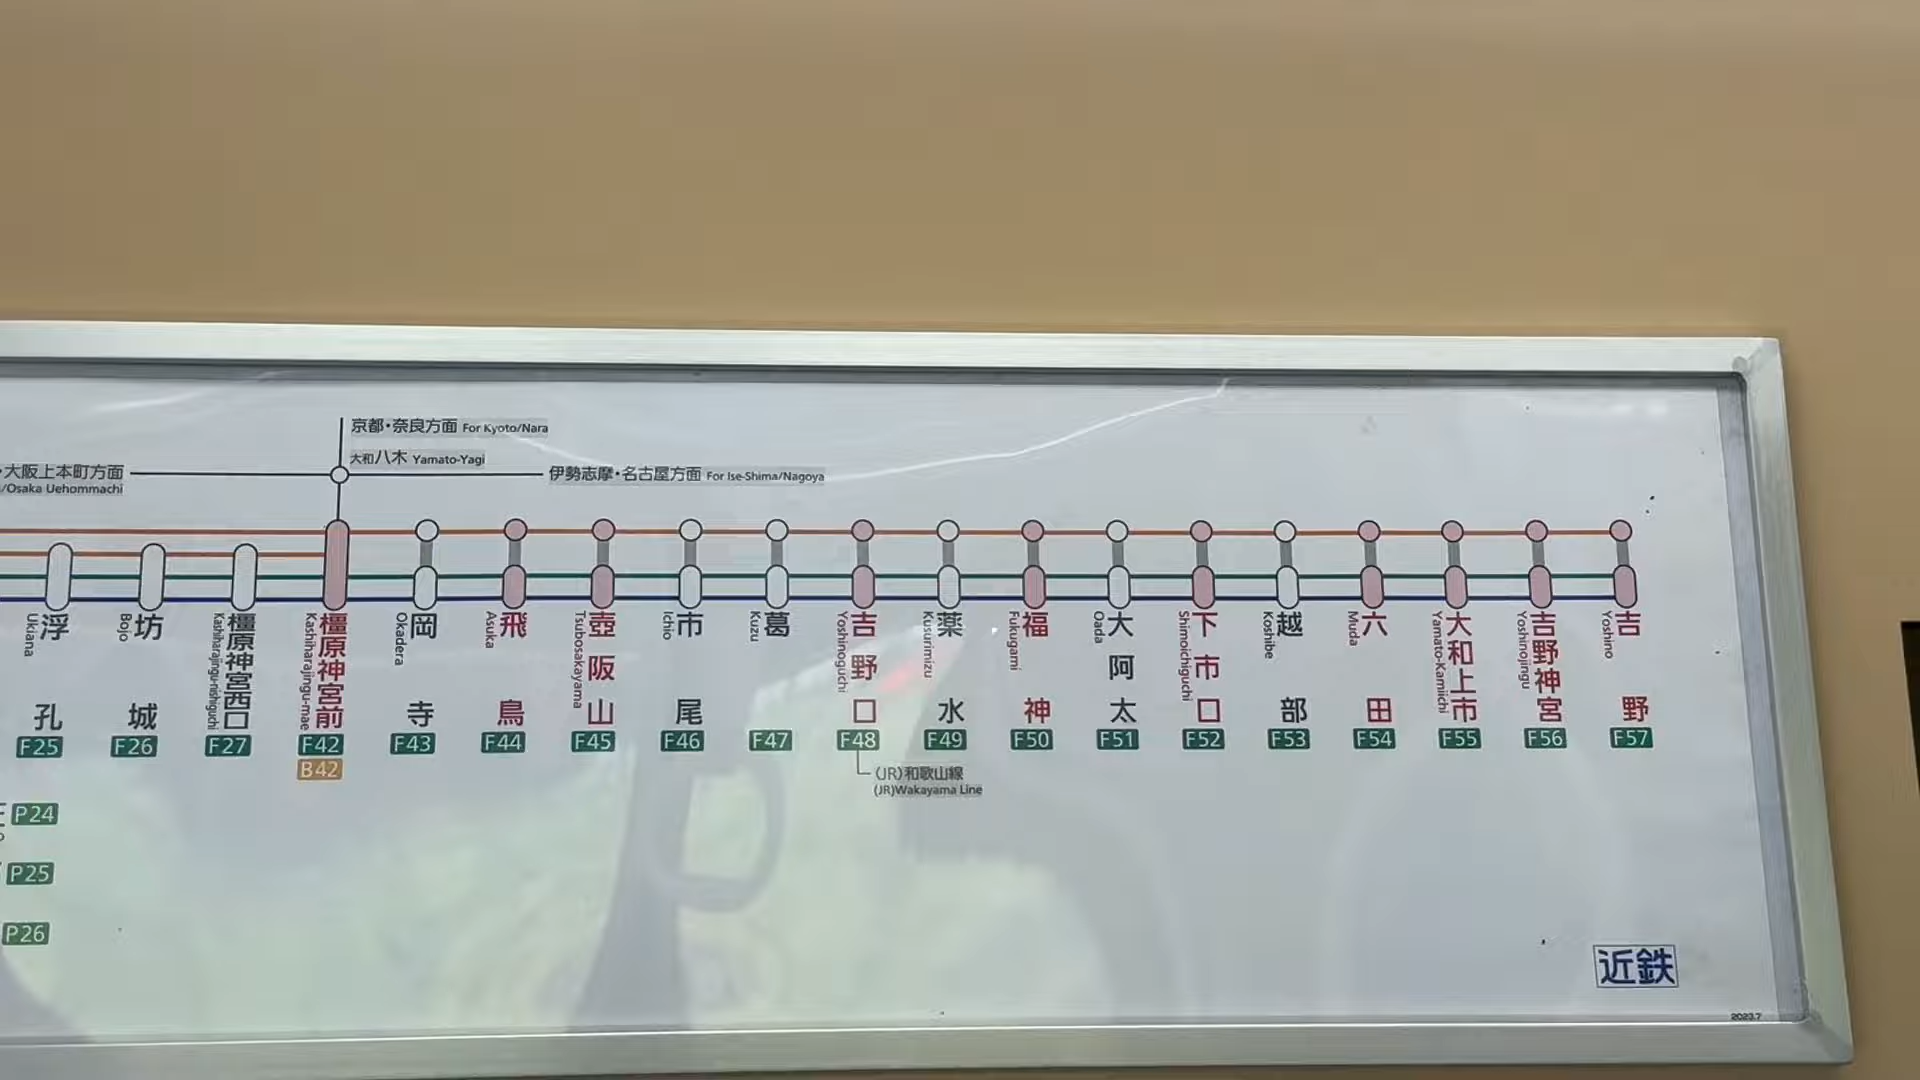 京都・奈良方面 For Kyoto/Nara
大和八木 Yamato-Yagi
・大阪上本町方面
/Osaka Uehommachi
伊勢志摩・名古屋方面 For Ise-Shima/Nagoya
浮孔 Ukiana F25
坊城 Bojo F26
橿原神宮西口 Kashiharajingu-nishiguchi F27
橿原神宮前 Kashiharajingu-mae F42 B42
岡寺 Okadera F43
飛鳥 Asuka F44
壺阪山 Tsubosakayama F45
市尾 Ichio F46
葛 Kuzu F47
吉野口 Yoshinoguchi F48
(JR)和歌山線
(JR)Wakayama Line
薬水 Kusurimizu F49
福神 Fukugami F50
大阿太 Oada F51
下市口 Shimoichiguchi F52
越部 Koshibe F53
六田 Muda F54
大和上市 Yamato-Kamiichi F55
吉野神宮 Yoshinojingu F56
吉野 Yoshino F57
P24
P25
P26
近鉄
2023.7